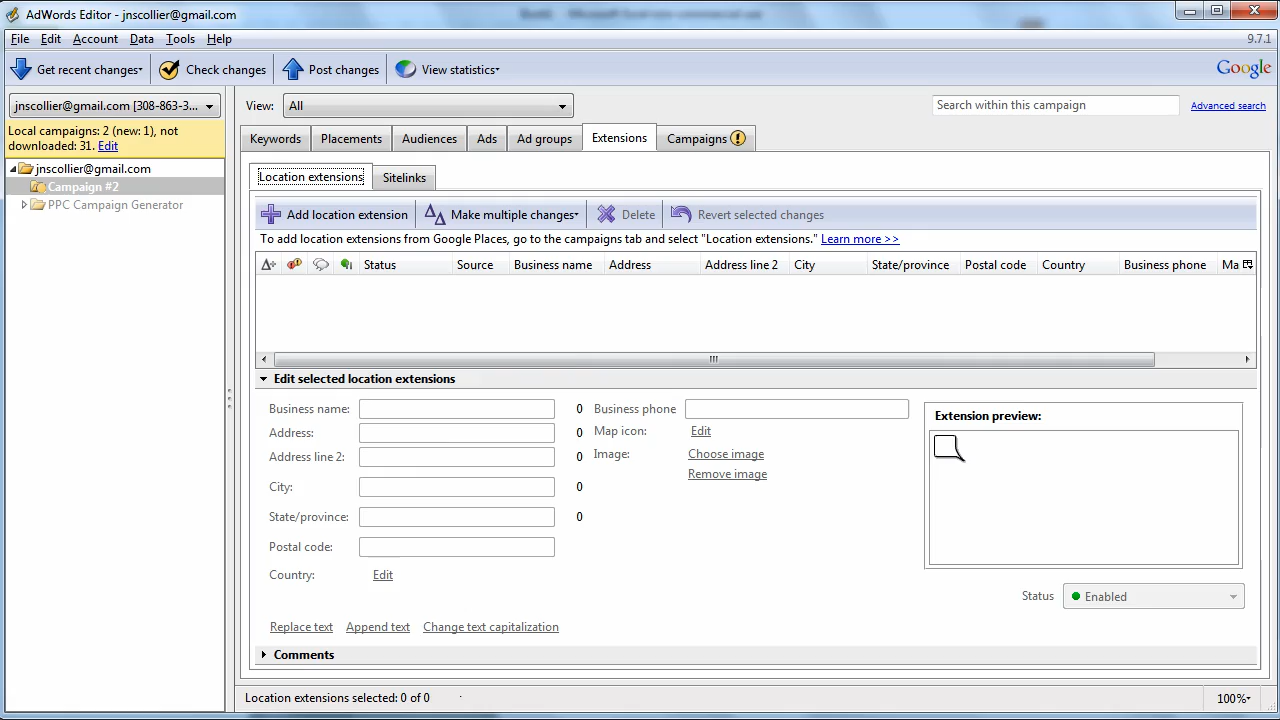 AdWords Editor - jnscollier@gmail.com
File Edit Account Data Tools Help 9.7.1
Get recent changes Check changes Post changes View statistics Google
jnscollier@gmail.com [308-863-3... View: All Search within this campaign Advanced search
Local campaigns: 2 (new: 1), not
downloaded: 31. Edit
Keywords Placements Audiences Ads Ad groups Extensions Campaigns
jnscollier@gmail.com
Campaign #2
PPC Campaign Generator
Location extensions Sitelinks
Add location extension Make multiple changes Delete Revert selected changes
To add location extensions from Google Places, go to the campaigns tab and select "Location extensions." Learn more >>
Status Source Business name Address Address line 2 City State/province Postal code Country Business phone Ma
Edit selected location extensions
Business name: 0 Business phone
Address: 0 Map icon: Edit
Address line 2: 0 Image: Choose image
Remove image
City: 0
State/province: 0
Postal code:
Country: Edit
Extension preview:
Status Enabled
Replace text Append text Change text capitalization
Comments
Location extensions selected: 0 of 0 100%